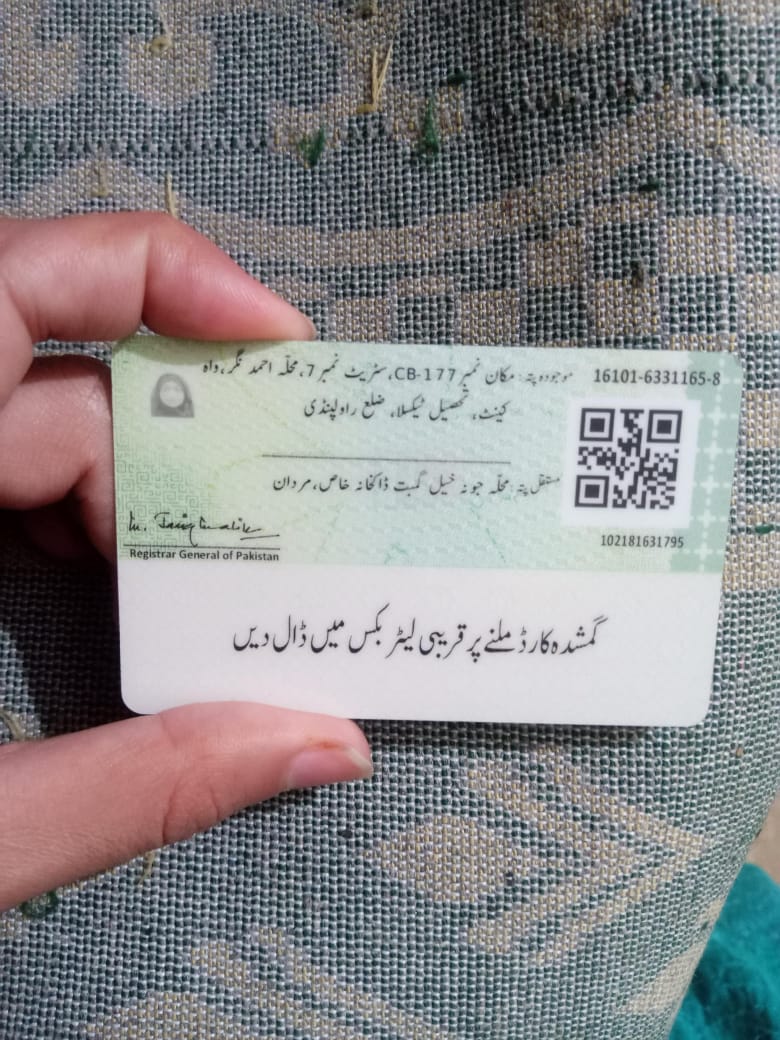 موجودہ پتہ: مکان نمبر CB-177، سٹریٹ نمبر 7، محلہ احمد نگر، واہ
کینٹ، تحصیل ٹیکسلا، ضلع راولپنڈی
16101-6331165-8
مستقل پتہ: محلہ جونہ خیل گمبت ڈاکخانہ خاص، مردان
102181631795
Registrar General of Pakistan
گمشدہ کارڈ ملنے پر قریبی لیٹر بکس میں ڈال دیں